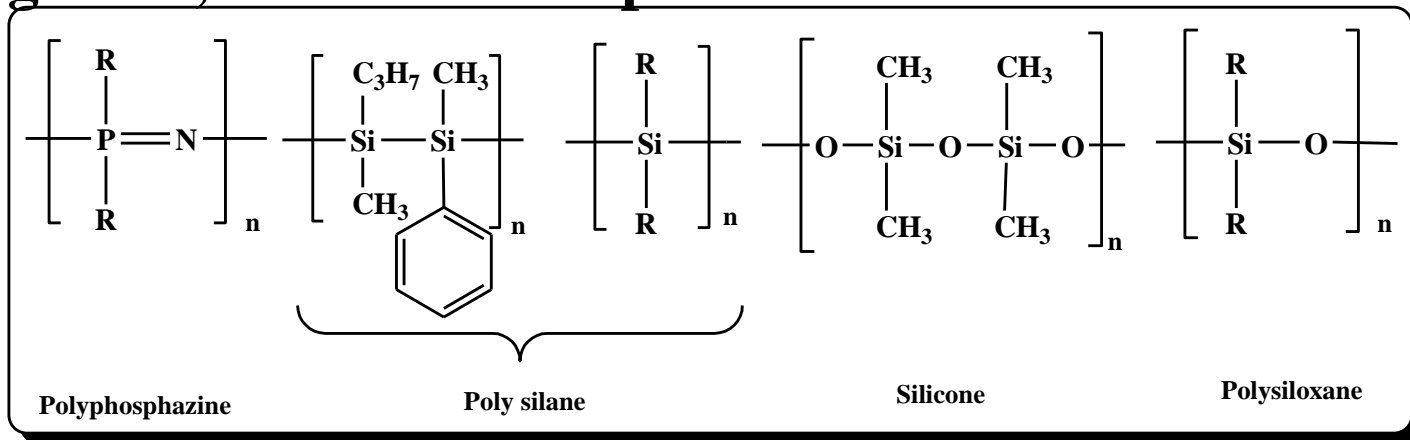 R
P
N
R
n
C₃H₇
CH₃
Si
Si
CH₃
n
R
Si
R
n
CH₃
CH₃
O
Si
O
Si
O
CH₃
CH₃
n
R
Si
O
R
n
Polyphosphazine
Poly silane
Silicone
Polysiloxane